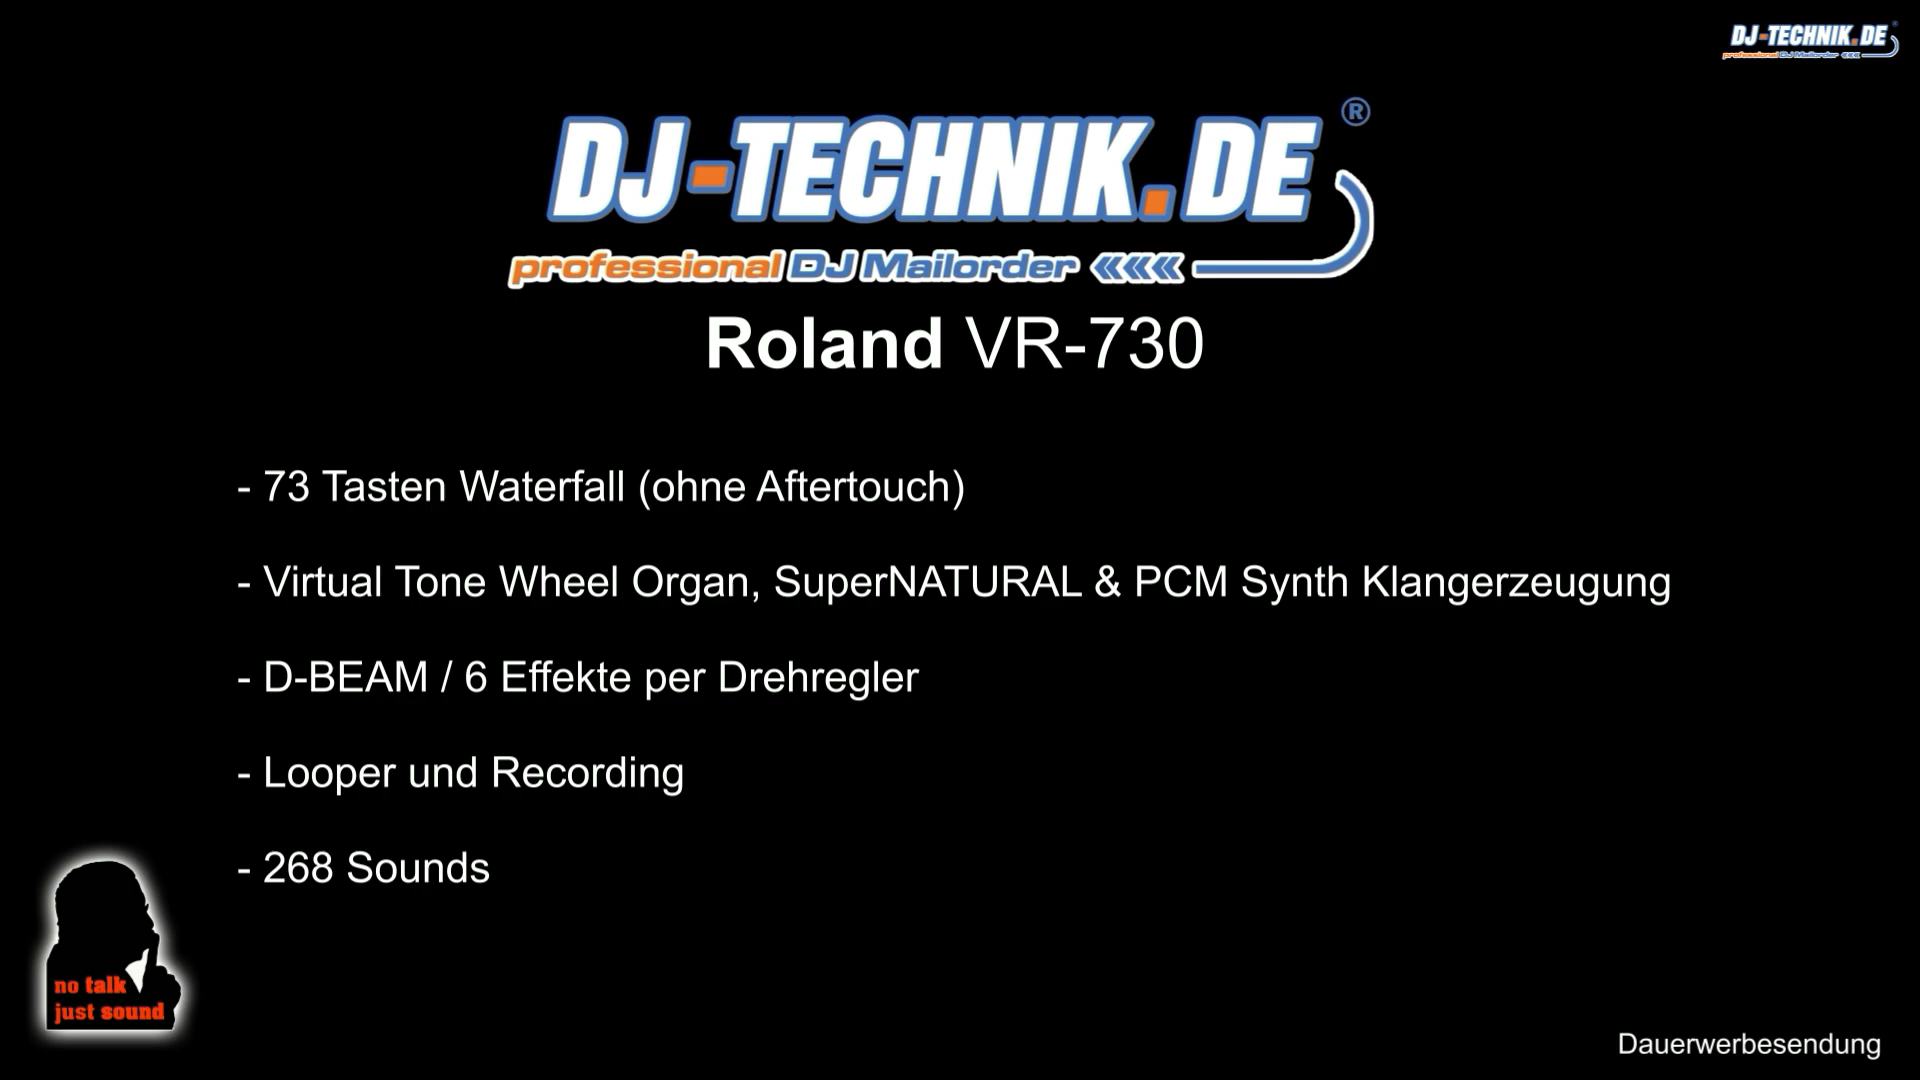 DJ-TECHNIK.DE®
professional DJ Mailorder
DJ-TECHNIK.DE®
professional DJ Mailorder
Roland VR-730
- 73 Tasten Waterfall (ohne Aftertouch)
- Virtual Tone Wheel Organ, SuperNATURAL & PCM Synth Klangerzeugung
- D-BEAM / 6 Effekte per Drehregler
- Looper und Recording
- 268 Sounds
no talk
just sound
Dauerwerbesendung